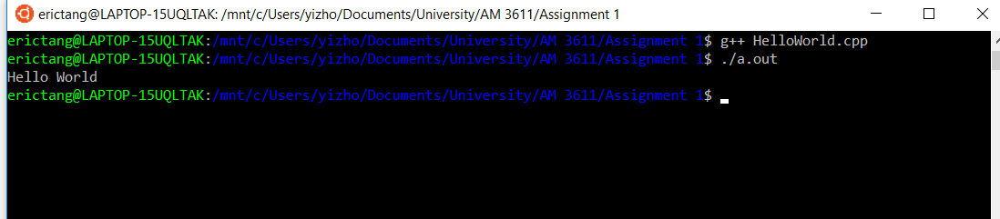 erictang@LAPTOP-15UQLTAK: /mnt/c/Users/yizho/Documents/University/AM 3611/Assignment 1
erictang@LAPTOP-15UQLTAK:/mnt/c/Users/yizho/Documents/University/AM 3611/Assignment 1$ g++ HelloWorld.cpp
erictang@LAPTOP-15UQLTAK:/mnt/c/Users/yizho/Documents/University/AM 3611/Assignment 1$ ./a.out
Hello World
erictang@LAPTOP-15UQLTAK:/mnt/c/Users/yizho/Documents/University/AM 3611/Assignment 1$